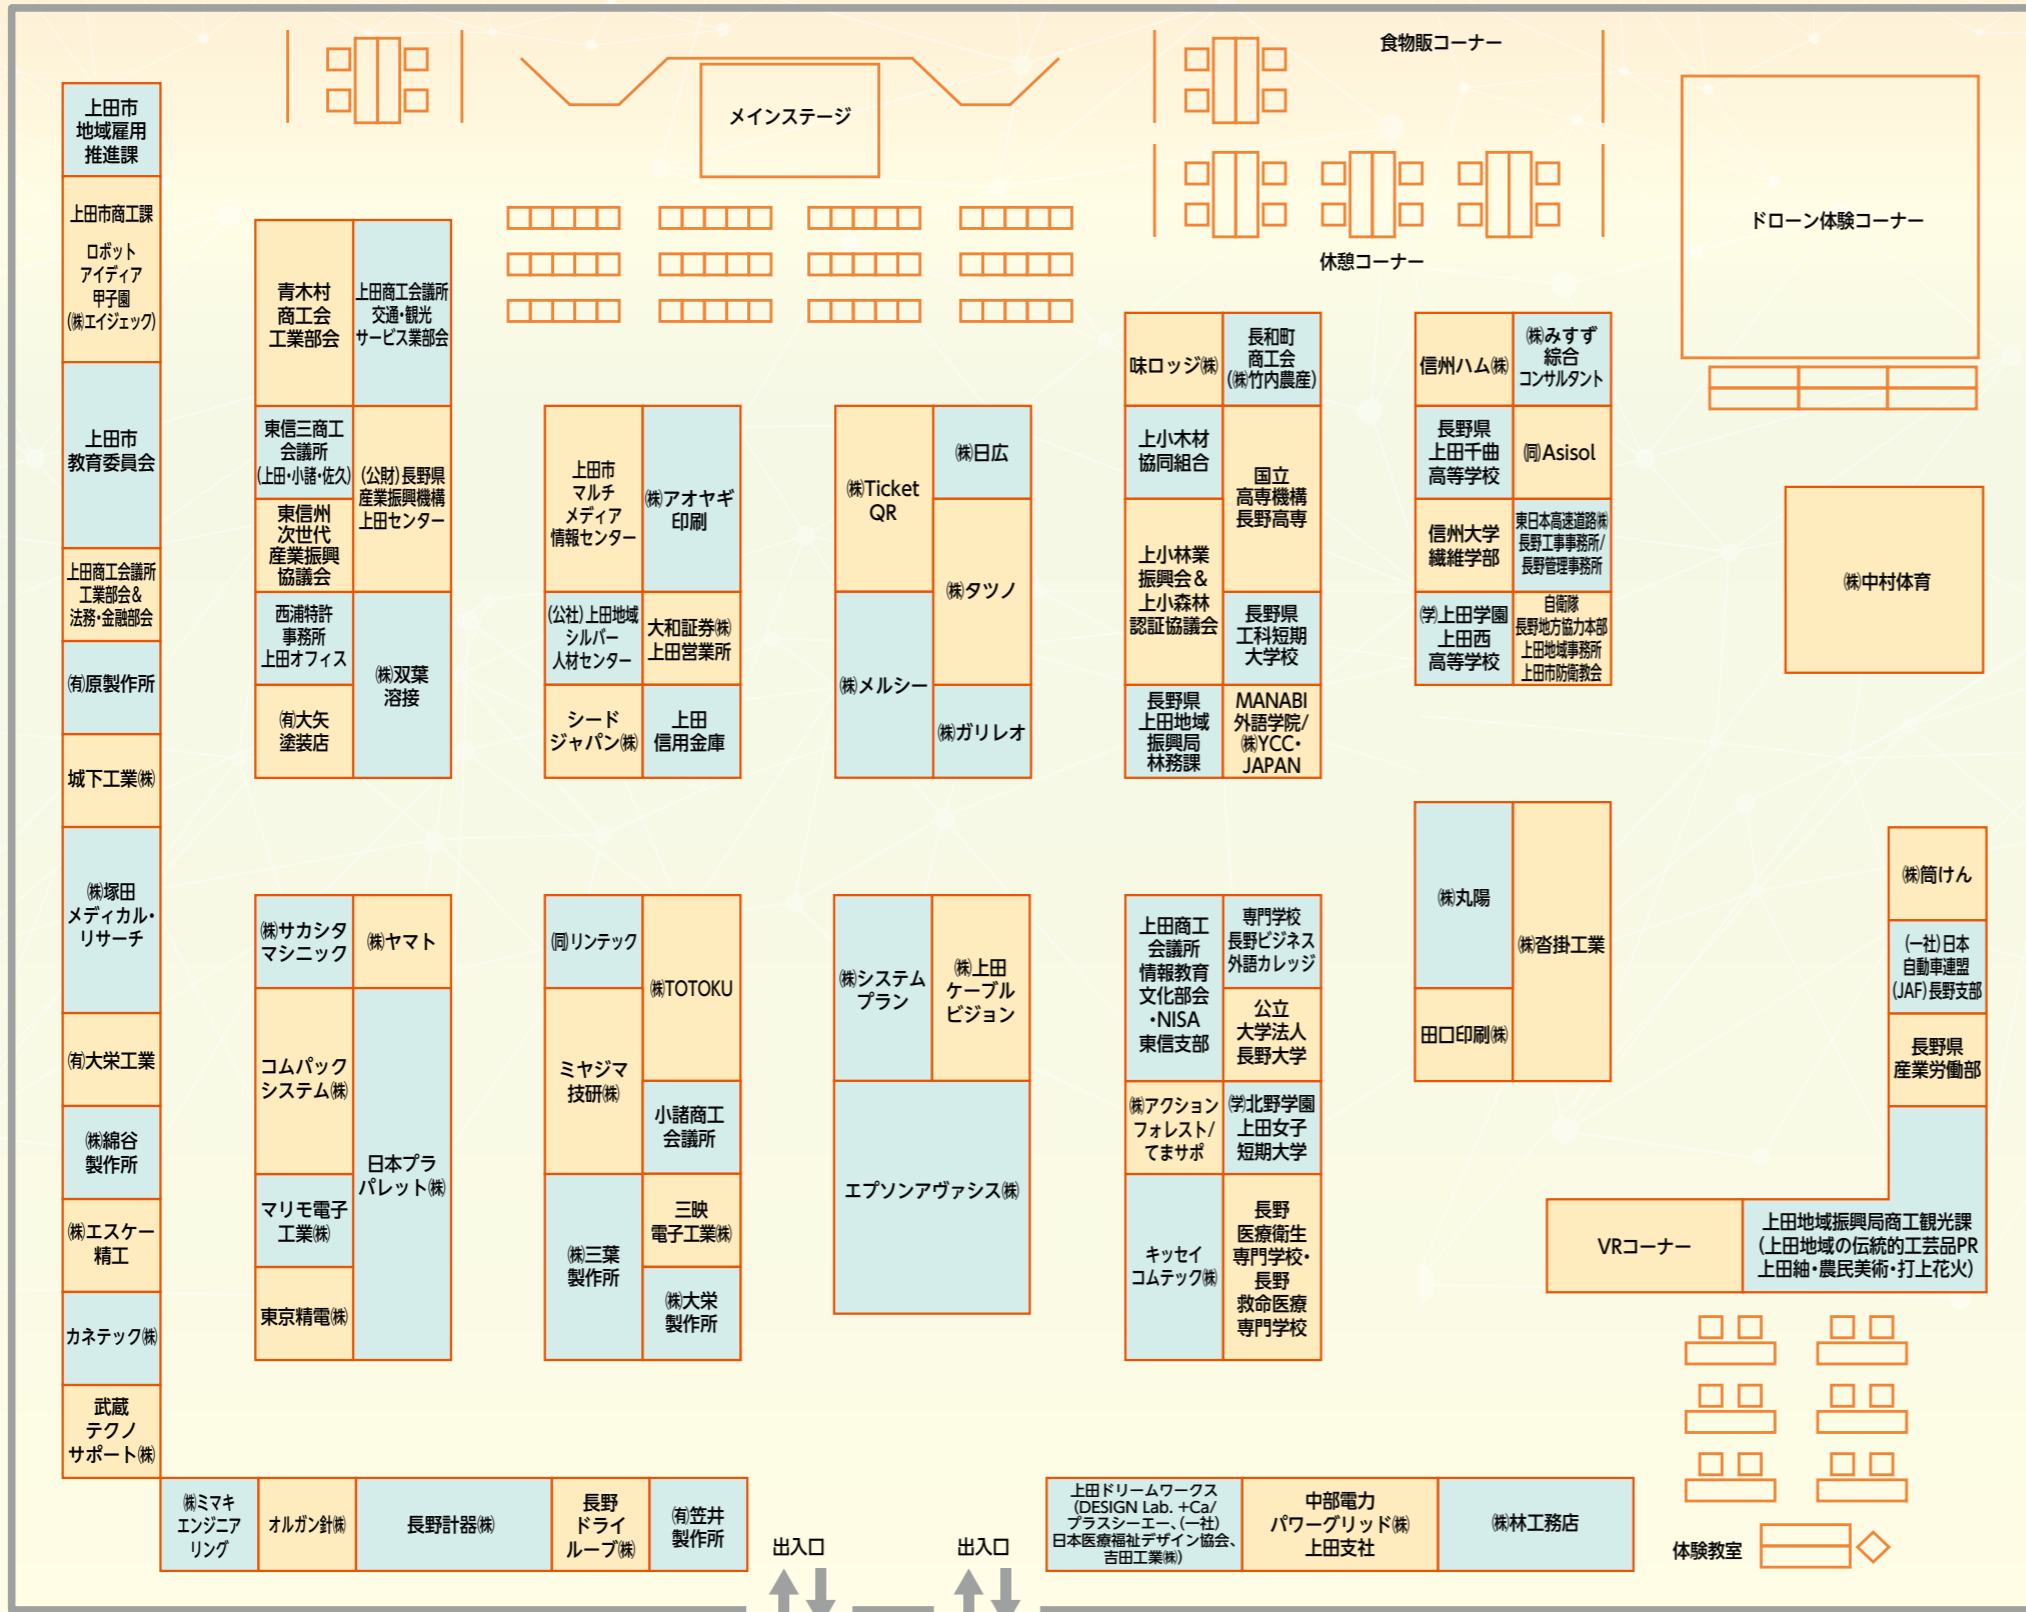 食物販コーナー
メインステージ
ドローン体験コーナー
休憩コーナー
上田市
地域雇用
推進課
上田市商工課
ロボット
アイディア
甲子園
(㈱エイジェック)
上田市
教育委員会
上田商工会議所
工業部会&
法務・金融部会
㈲原製作所
城下工業㈱
㈱塚田
メディカル・
リサーチ
㈲大栄工業
㈱綿谷
製作所
㈱エスケー
精工
カネテック㈱
武蔵
テクノ
サポート㈱
青木村
商工会
工業部会
上田商工会議所
交通・観光
サービス業部会
東信三商工
会議所
(上田・小諸・佐久)
(公財)長野県
産業振興機構
上田センター
東信州
次世代
産業振興
協議会
西浦特許
事務所
上田オフィス
㈱双葉
溶接
㈲大矢
塗装店
上田市
マルチ
メディア
情報センター
㈱アオヤギ
印刷
(公社)上田地域
シルバー
人材センター
大和証券㈱
上田営業所
シード
ジャパン㈱
上田
信用金庫
㈱Ticket
QR
㈱日広
㈱タツノ
㈱メルシー
㈱ガリレオ
味ロッジ㈱
長和町
商工会
(㈱竹内農産)
上小木材
協同組合
国立
高専機構
長野高専
上小林業
振興会&
上小森林
認証協議会
長野県
工科短期
大学校
長野県
上田地域
振興局
林務課
MANABI
外語学院/
㈱YCC・
JAPAN
信州ハム㈱
㈱みすず
綜合
コンサルタント
長野県
上田千曲
高等学校
㈾Asisol
信州大学
繊維学部
東日本高速道路㈱
長野工事事務所/
長野管理事務所
㈻上田学園
上田西
高等学校
自衛隊
長野地方協力本部
上田地域事務所
上田市防衛教会
㈱中村体育
㈱サカシタ
マシニック
㈱ヤマト
コムパック
システム㈱
日本プラ
パレット㈱
マリモ電子
工業㈱
東京精電㈱
㈾リンテック
㈱TOTOKU
ミヤジマ
技研㈱
小諸商工
会議所
㈱三葉
製作所
三映
電子工業㈱
㈱大栄
製作所
㈱システム
プラン
㈱上田
ケーブル
ビジョン
エプソンアヴァシス㈱
上田商工
会議所
情報教育
文化部会
・NISA
東信支部
専門学校
長野ビジネス
外語カレッジ
公立
大学法人
長野大学
㈱アクション
フォレスト/
てまサポ
㈻北野学園
上田女子
短期大学
キッセイ
コムテック㈱
長野
医療衛生
専門学校・
長野
救命医療
専門学校
㈱丸陽
㈱沓掛工業
田口印刷㈱
㈱筒けん
(一社)日本
自動車連盟
(JAF)長野支部
長野県
産業労働部
VRコーナー
上田地域振興局商工観光課
(上田地域の伝統的工芸品PR
上田紬・農民美術・打上花火)
㈱ミマキ
エンジニア
リング
オルガン針㈱
長野計器㈱
長野
ドライ
ルーブ㈱
㈲笠井
製作所
出入口
出入口
上田ドリームワークス
(DESIGN Lab. +Ca/
プラスシーエー、(一社)
日本医療福祉デザイン協会、
吉田工業㈱)
中部電力
パワーグリッド㈱
上田支社
㈱林工務店
体験教室